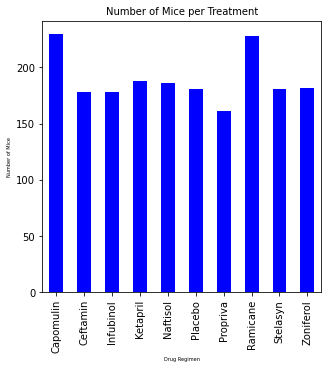 Number of Mice per Treatment
Number of Mice
200
150
100
50
0
Capomulin
Ceftamin
Infubinol
Ketapril
Naftisol
Placebo
Propriva
Ramicane
Stelasyn
Zoniferol
Drug Regimen